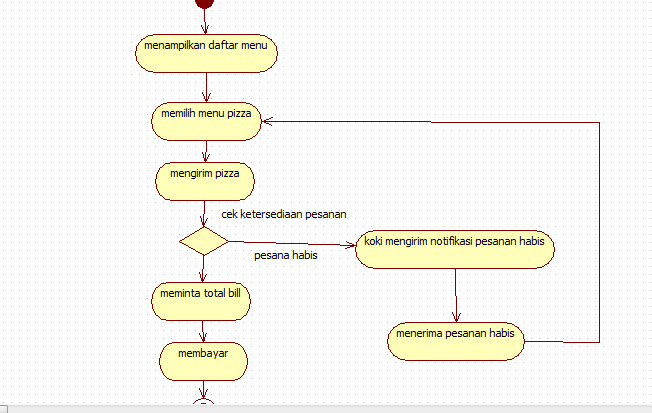 menampilkan daftar menu
memilih menu pizza
mengirim pizza
cek ketersediaan pesanan
koki mengirim notifikasi pesanan habis
pesana habis
meminta total bill
menerima pesanan habis
membayar